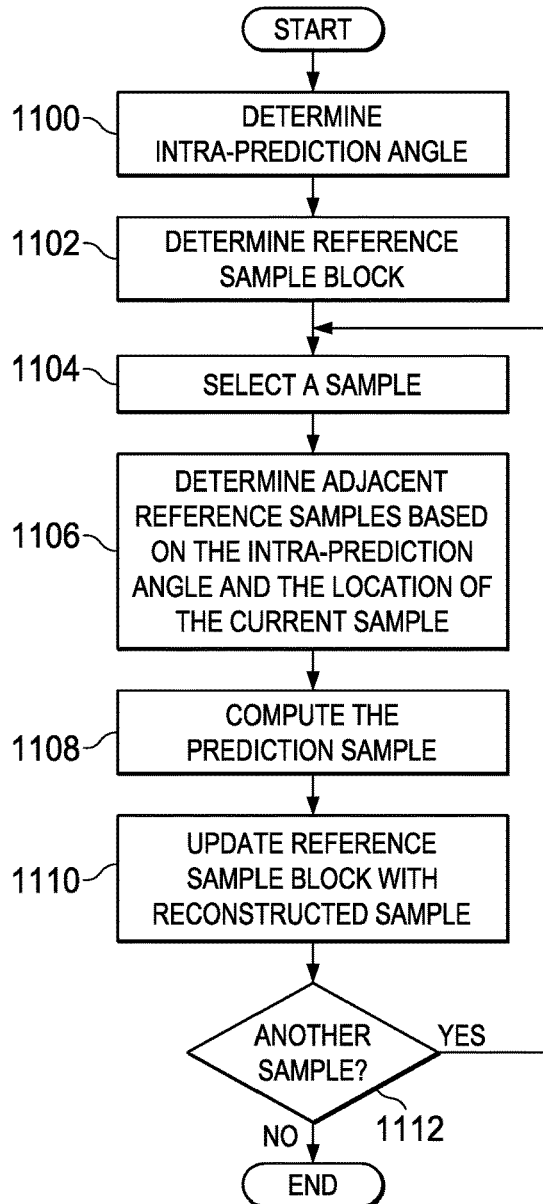 START
1100
DETERMINE
INTRA-PREDICTION ANGLE
1102
DETERMINE REFERENCE
SAMPLE BLOCK
1104
SELECT A SAMPLE
1106
DETERMINE ADJACENT
REFERENCE SAMPLES BASED
ON THE INTRA-PREDICTION
ANGLE AND THE LOCATION OF
THE CURRENT SAMPLE
1108
COMPUTE THE
PREDICTION SAMPLE
1110
UPDATE REFERENCE
SAMPLE BLOCK WITH
RECONSTRUCTED SAMPLE
ANOTHER
SAMPLE?
YES
1112
NO
END